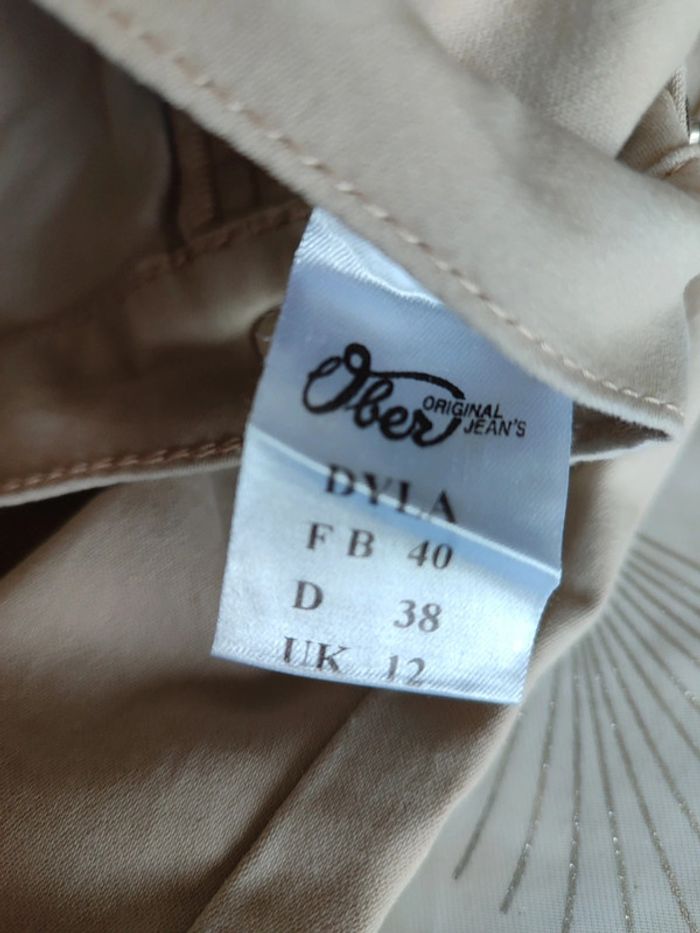 Ober ORIGINAL
JEAN'S
DYLA
F B 40
D 38
UK 12